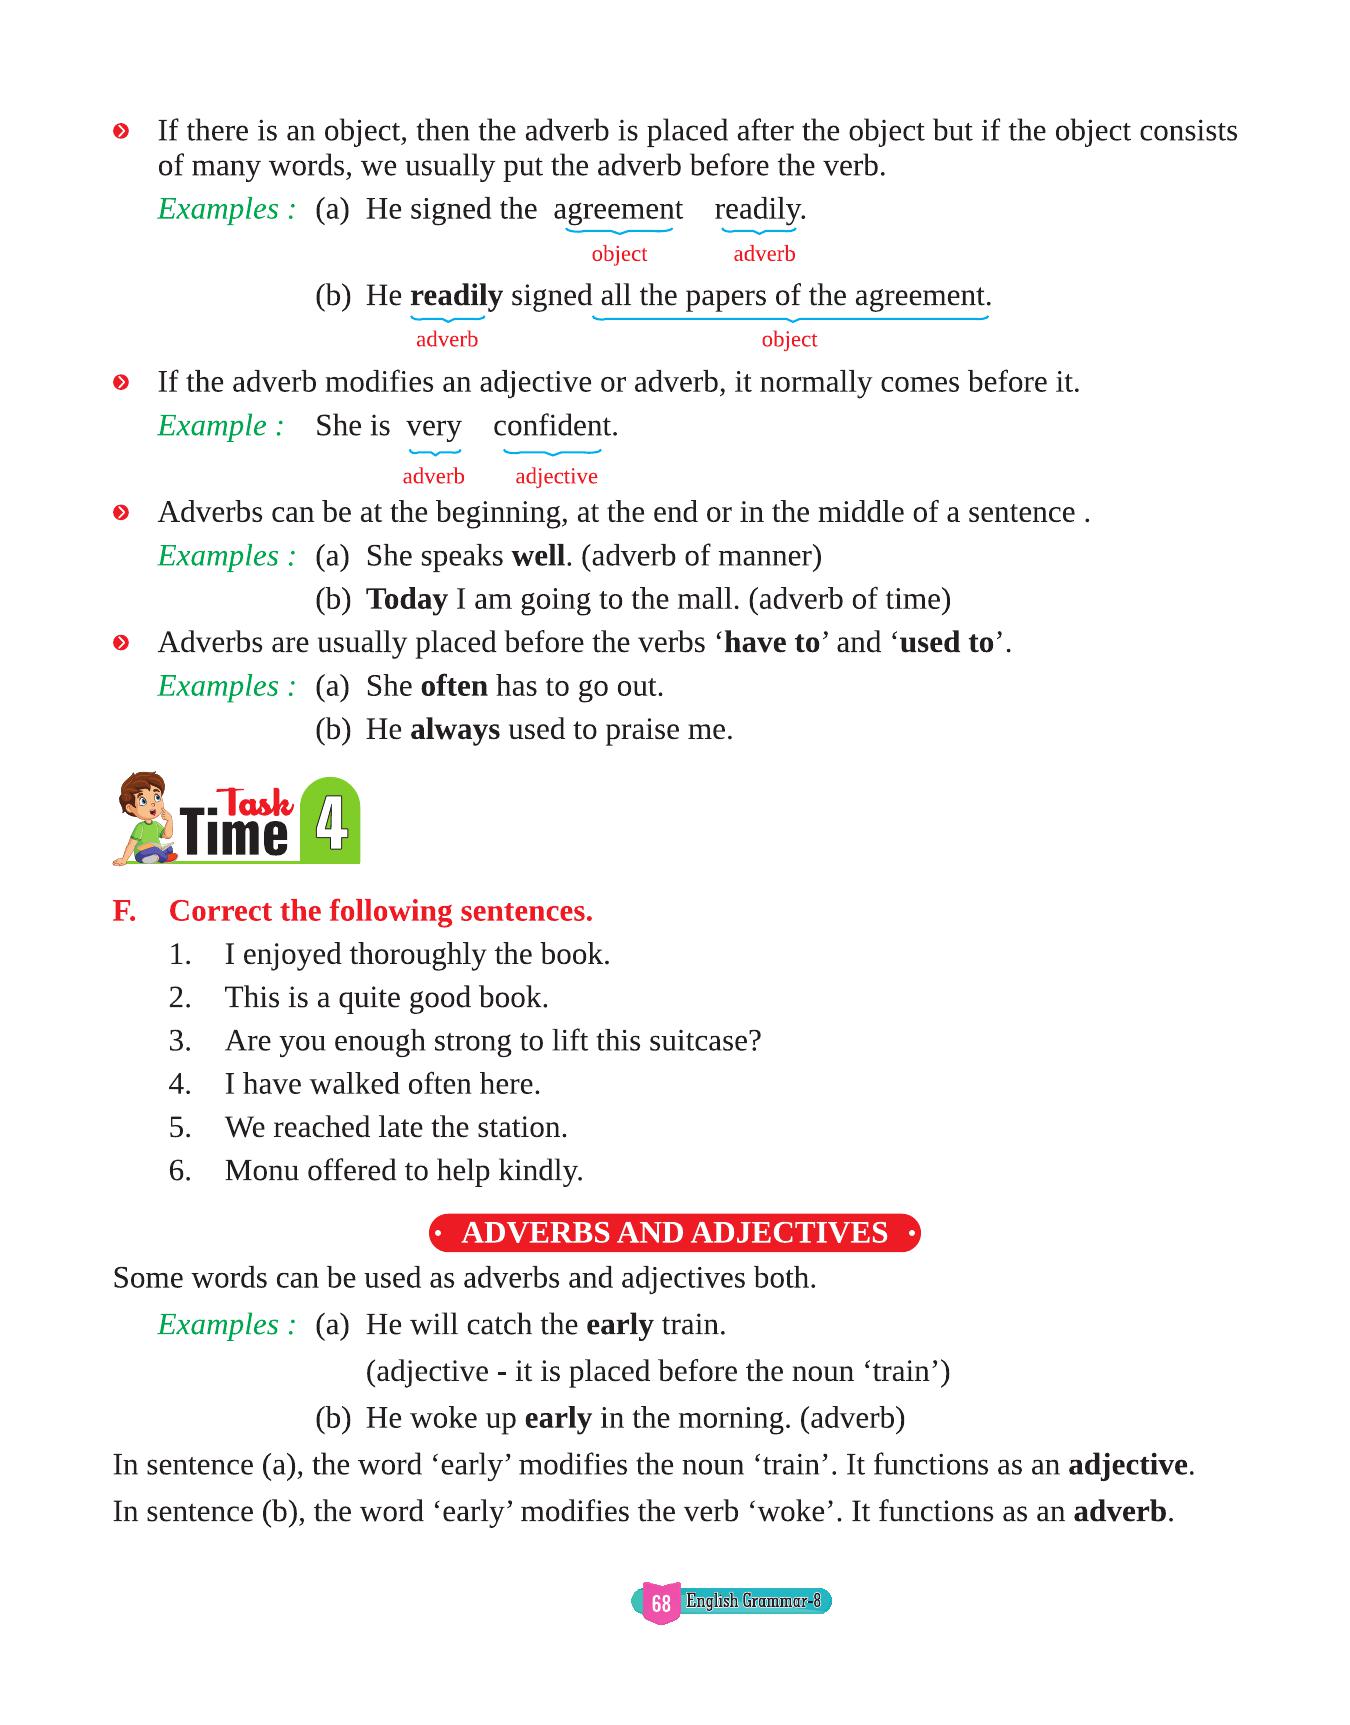 If there is an object, then the adverb is placed after the object but if the object consists
of many words, we usually put the adverb before the verb.
Examples : (a) He signed the agreement readily.
object adverb
(b) He readily signed all the papers of the agreement.
adverb object
If the adverb modifies an adjective or adverb, it normally comes before it.
Example : She is very confident.
adverb adjective
Adverbs can be at the beginning, at the end or in the middle of a sentence .
Examples : (a) She speaks well. (adverb of manner)
(b) Today I am going to the mall. (adverb of time)
Adverbs are usually placed before the verbs ‘have to’ and ‘used to’.
Examples : (a) She often has to go out.
(b) He always used to praise me.
Task
Time 4
F. Correct the following sentences.
1. I enjoyed thoroughly the book.
2. This is a quite good book.
3. Are you enough strong to lift this suitcase?
4. I have walked often here.
5. We reached late the station.
6. Monu offered to help kindly.
ADVERBS AND ADJECTIVES
Some words can be used as adverbs and adjectives both.
Examples : (a) He will catch the early train.
(adjective - it is placed before the noun ‘train’)
(b) He woke up early in the morning. (adverb)
In sentence (a), the word ‘early’ modifies the noun ‘train’. It functions as an adjective.
In sentence (b), the word ‘early’ modifies the verb ‘woke’. It functions as an adverb.
68 English Grammar-8